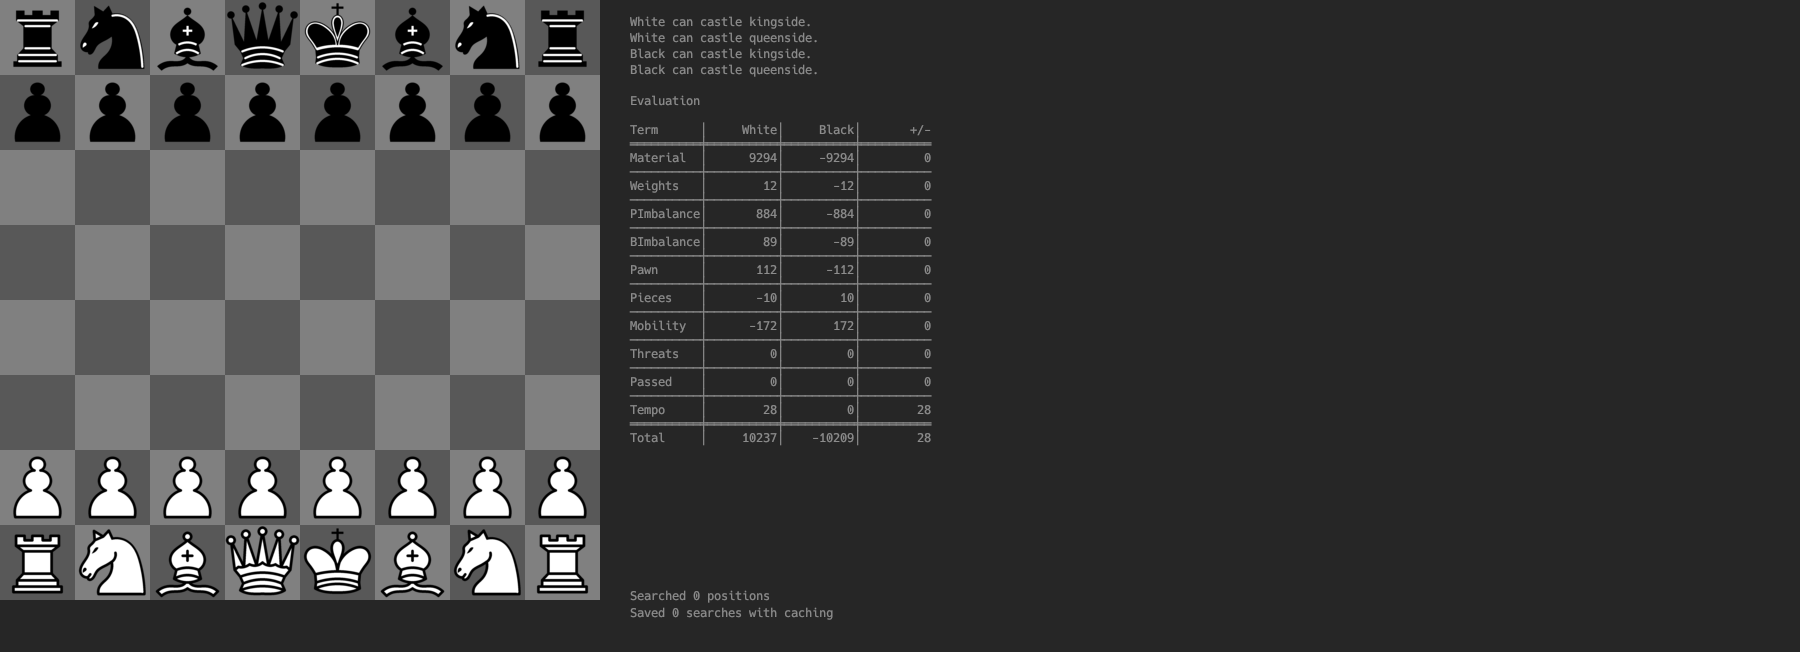 White can castle kingside.
White can castle queenside.
Black can castle kingside.
Black can castle queenside.
Evaluation
Term White Black +/-
Material 9294 -9294 0
Weights 12 -12 0
PImbalance 884 -884 0
BImbalance 89 -89 0
Pawn 112 -112 0
Pieces -10 10 0
Mobility -172 172 0
Threats 0 0 0
Passed 0 0 0
Tempo 28 0 28
Total 10237 -10209 28
Searched 0 positions
Saved 0 searches with caching